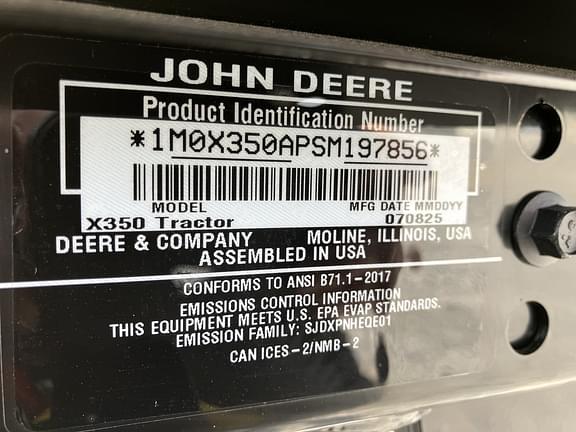 JOHN DEERE
Product Identification Number
*1M0X350APSM197856*
MODEL MFG DATE MMDDYY
X350 Tractor 070825
DEERE & COMPANY MOLINE, ILLINOIS, USA
ASSEMBLED IN USA
CONFORMS TO ANSI B71.1-2017
EMISSIONS CONTROL INFORMATION
THIS EQUIPMENT MEETS U.S. EPA EVAP STANDARDS.
EMISSION FAMILY: SJDXPNHEQE01
CAN ICES-2/NMB-2